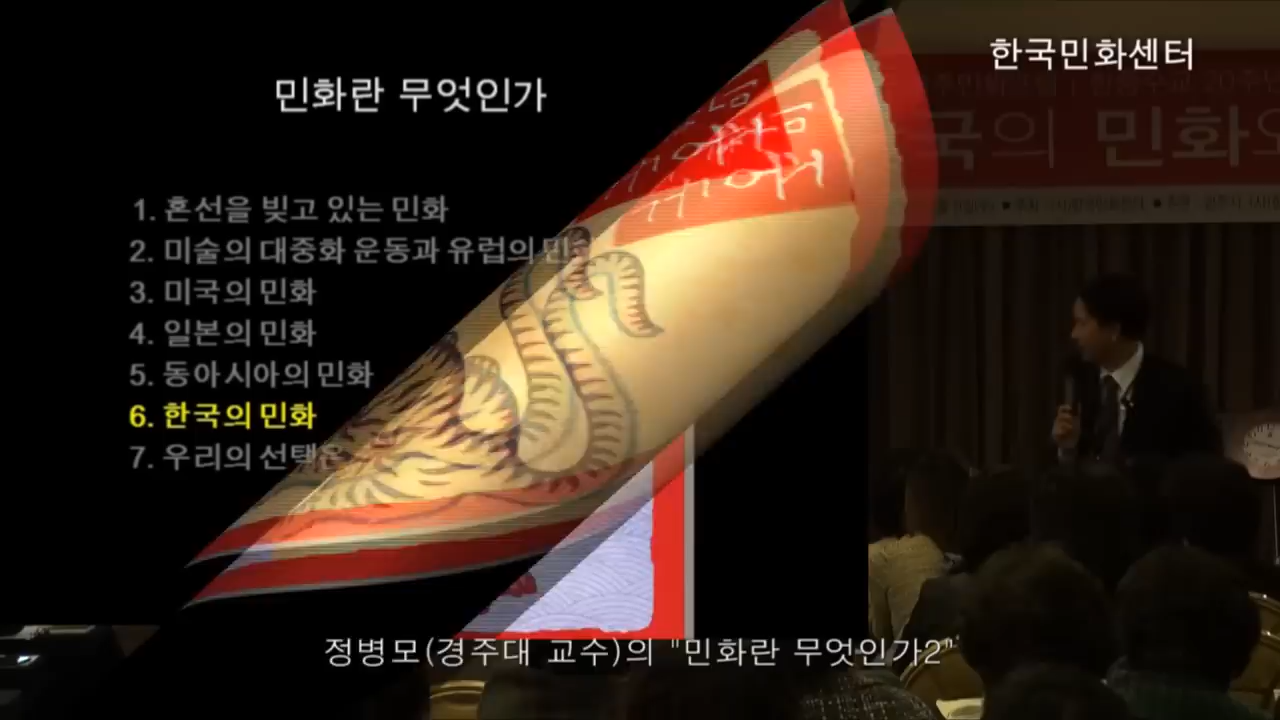 한국민화센터
민화란 무엇인가
국의 민화와
1. 혼선을 빚고 있는 민화
2. 미술의 대중화 운동과 유럽의 민
3. 미국의 민화
4. 일본의 민화
5. 동아시아의 민화
6. 한국의 민화
7. 우리의 선택은
정병모(경주대 교수)의 "민화란 무엇인가2"